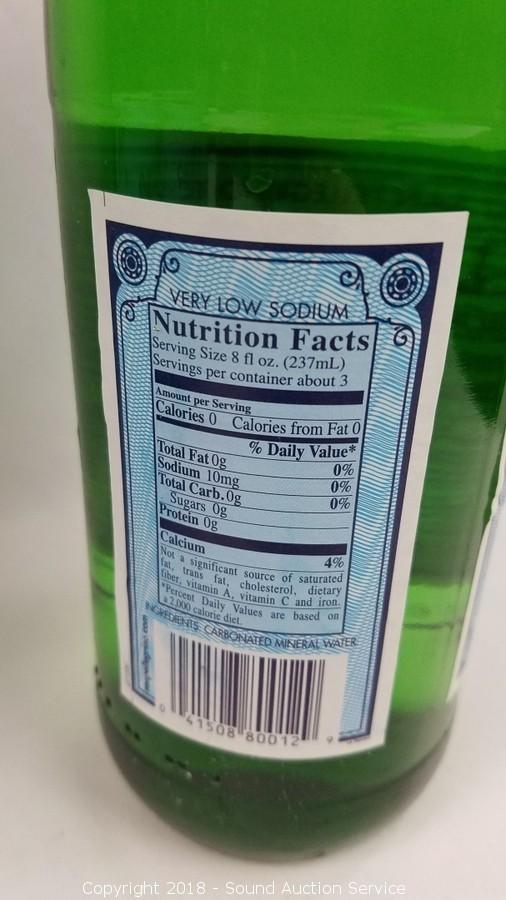 VERY LOW SODIUM
Nutrition Facts
Serving Size 8 fl oz. (237mL)
Servings per container about 3
Amount per Serving
Calories 0 Calories from Fat 0
% Daily Value*
Total Fat 0g 0%
Sodium 10mg 0%
Total Carb. 0g 0%
Sugars 0g
Protein 0g
Calcium 4%
Not a significant source of saturated
fat, trans fat, cholesterol, dietary
fiber, vitamin A, vitamin C and iron.
*Percent Daily Values are based on
a 2,000 calorie diet.
INGREDIENTS: CARBONATED MINERAL WATER
0 41508 80012 9
Copyright 2018 - Sound Auction Service